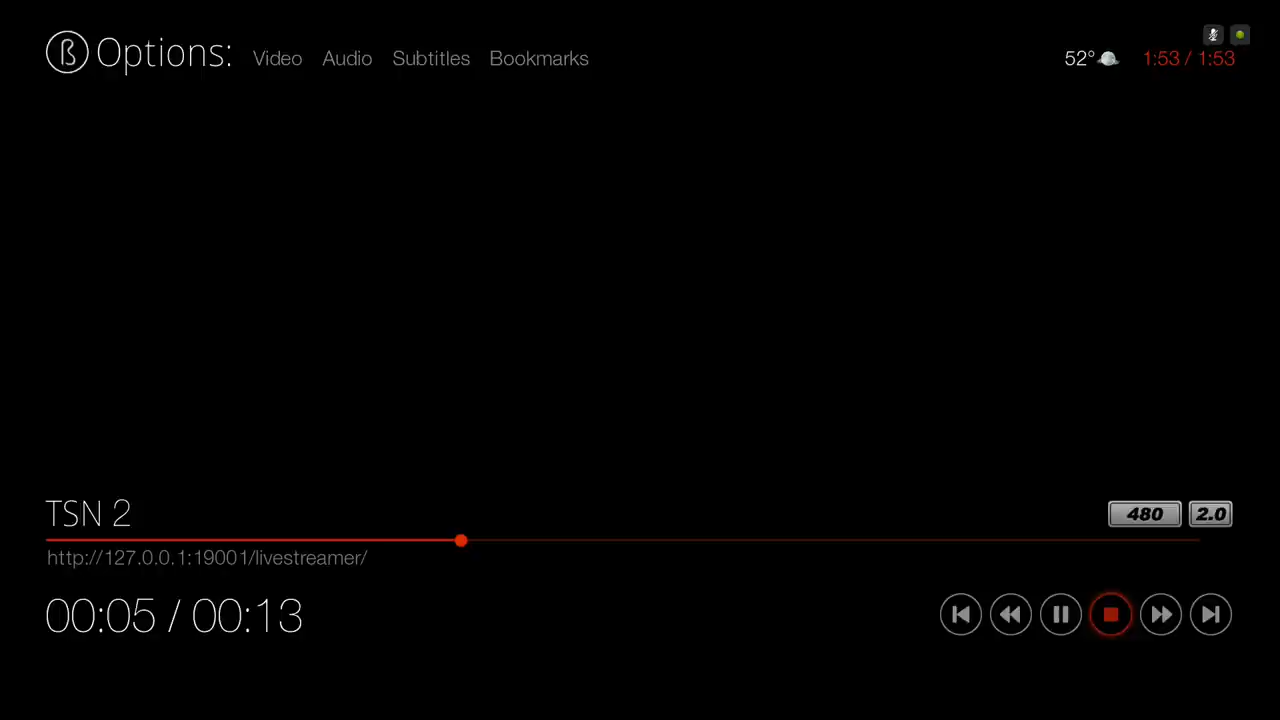 ß Options: Video Audio Subtitles Bookmarks 52° 1:53 / 1:53
TSN 2 480 2.0
http://127.0.0.1:19001/livestreamer/
00:05 / 00:13